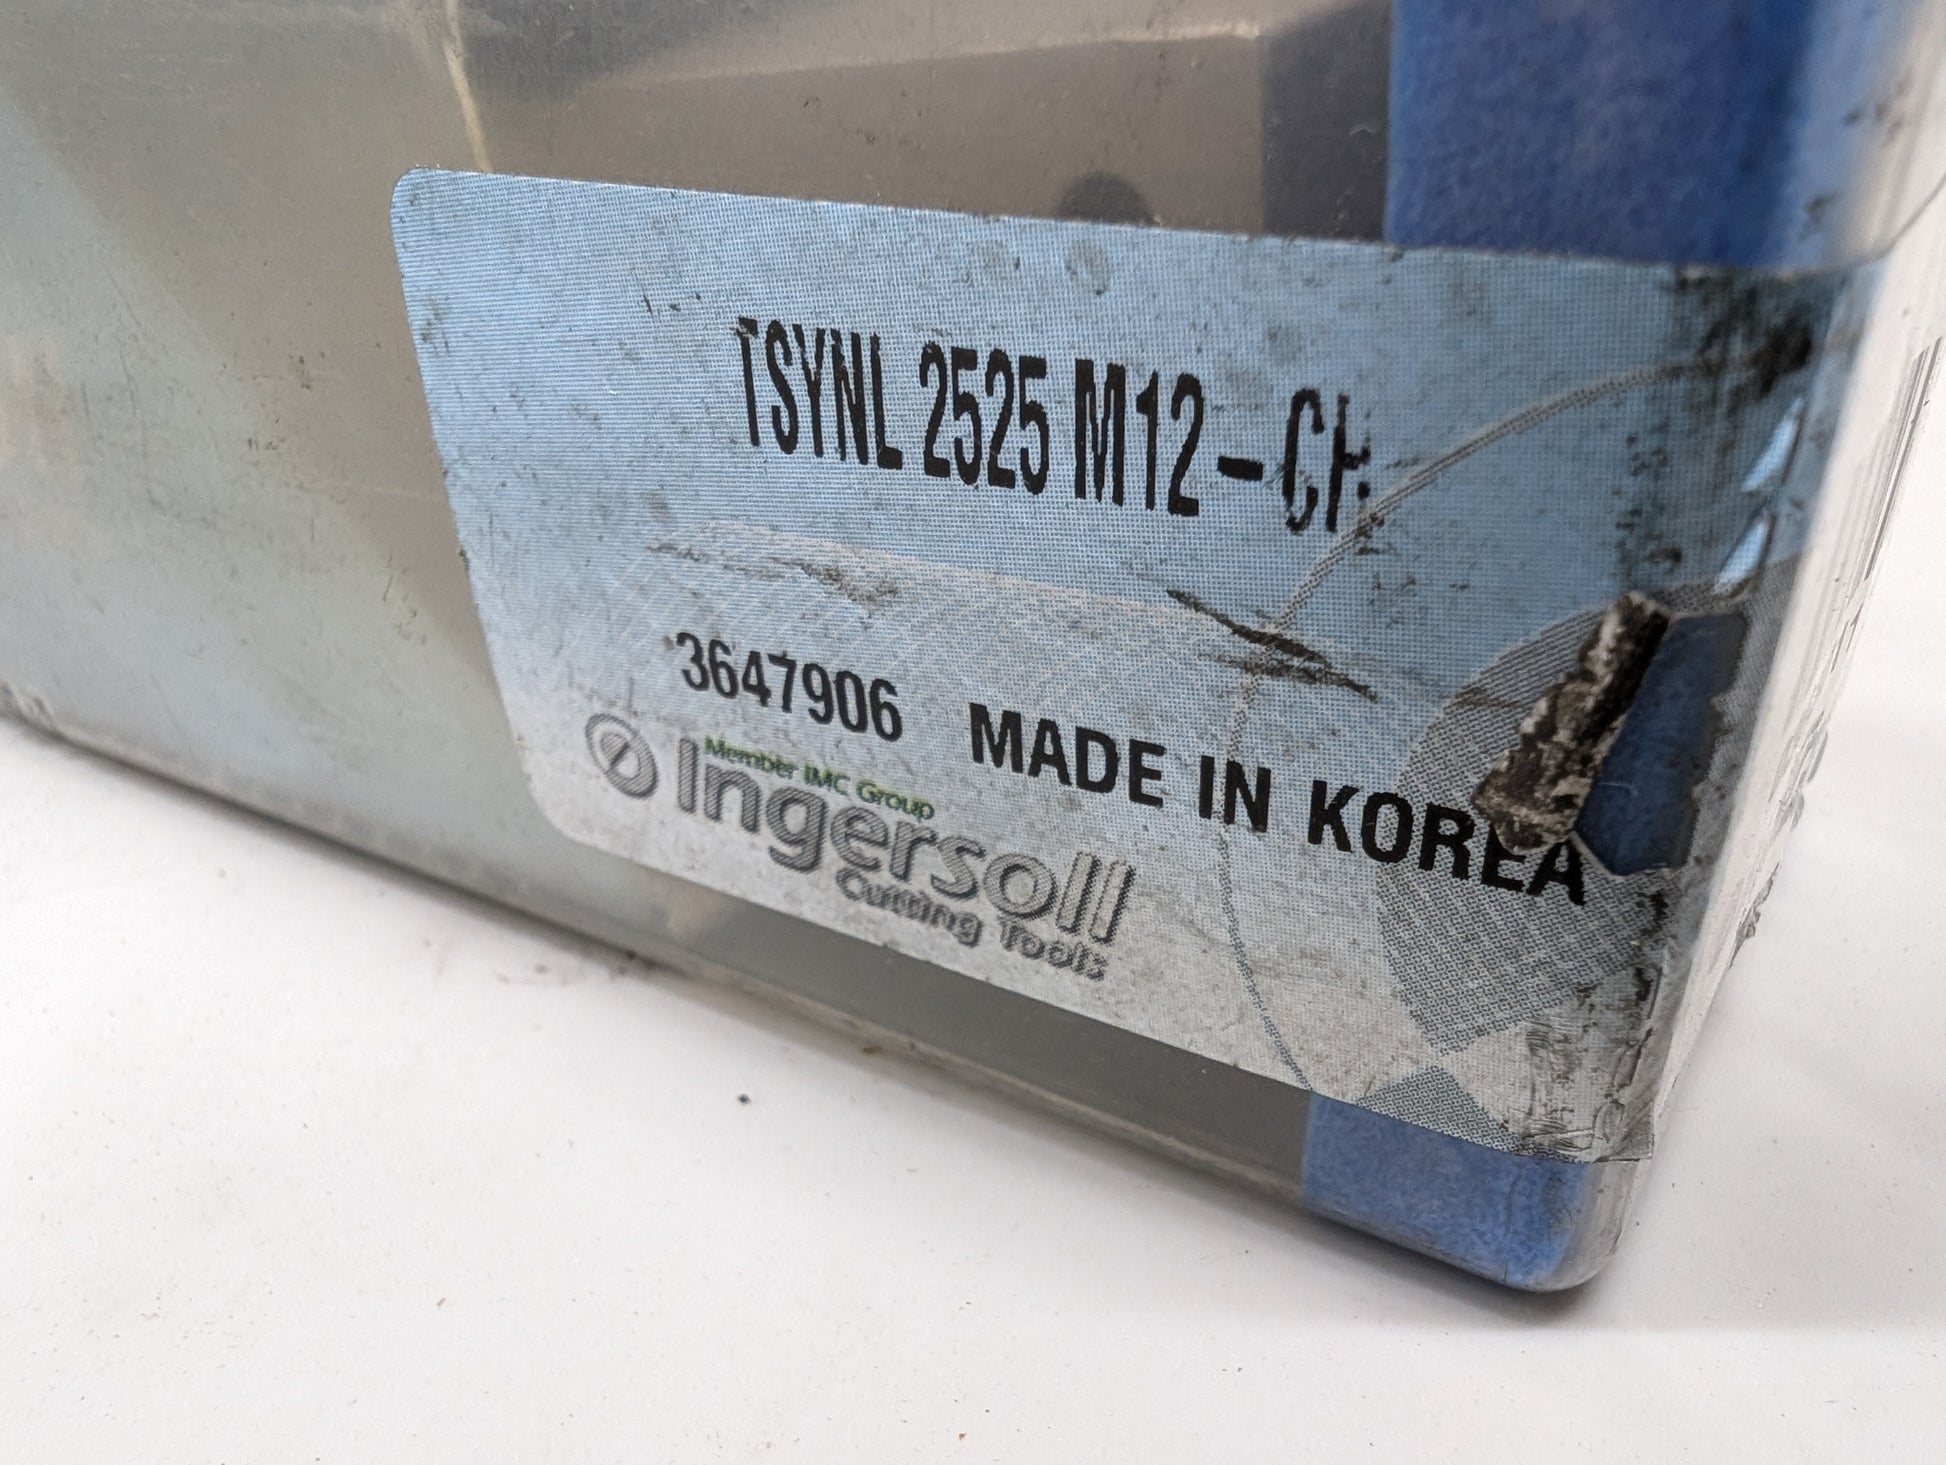 TSYNL 2525 M12-CH
3647906 MADE IN KOREA
Member IMC Group
Ingersoll
Cutting Tools